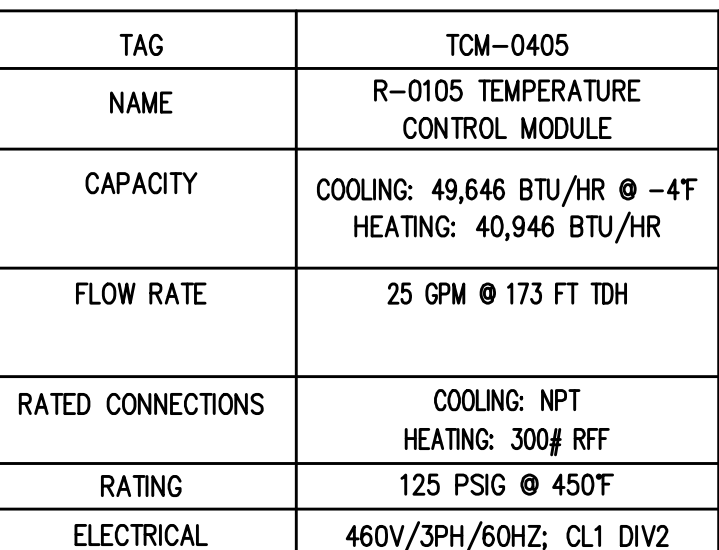 TAG TCM-0405
NAME R-0105 TEMPERATURE
CONTROL MODULE
CAPACITY COOLING: 49,646 BTU/HR @ -4°F
HEATING: 40,946 BTU/HR
FLOW RATE 25 GPM @ 173 FT TDH
RATED CONNECTIONS COOLING: NPT
HEATING: 300# RFF
RATING 125 PSIG @ 450°F
ELECTRICAL 460V/3PH/60HZ; CL1 DIV2